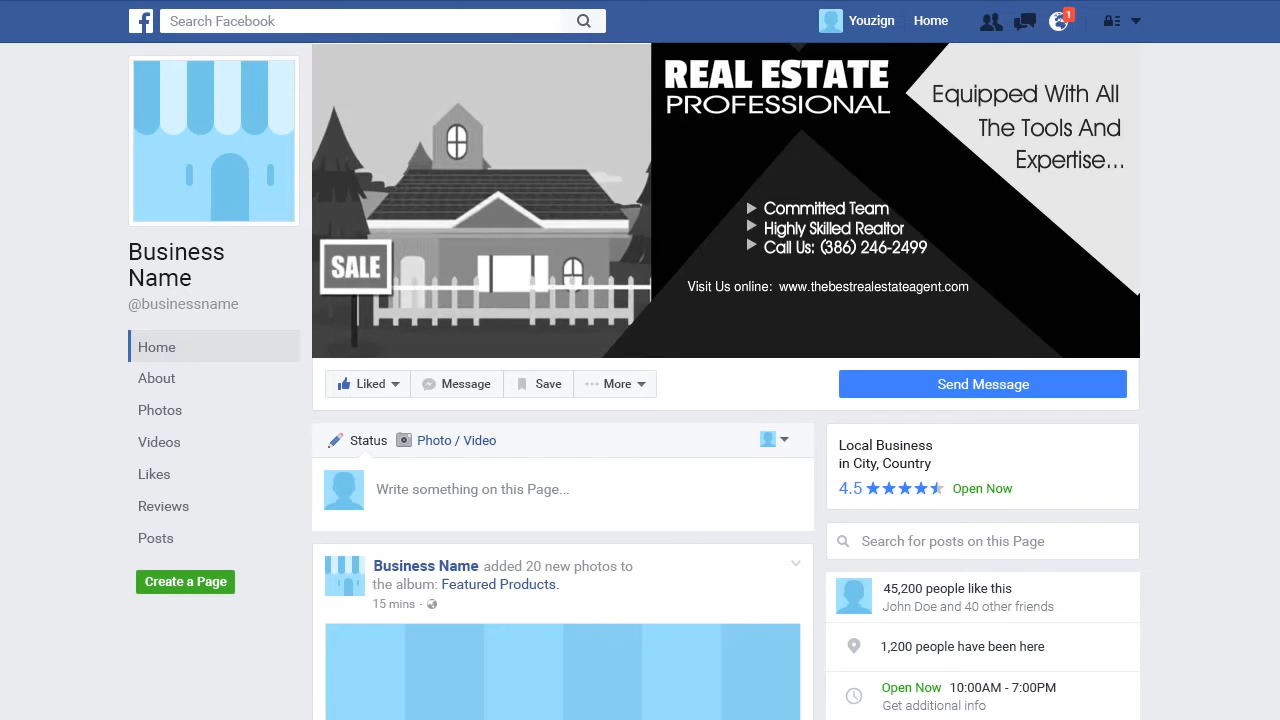 Search Facebook
Youzign
Home
1
Business
Name
@businessname
Home
About
Photos
Videos
Likes
Reviews
Posts
Create a Page
SALE
REAL ESTATE
PROFESSIONAL
Equipped With All
The Tools And
Expertise...
Committed Team
Highly Skilled Realtor
Call Us: (386) 246-2499
Visit Us online: www.thebestrealestateagent.com
Liked
Message
Save
More
Send Message
Status
Photo / Video
Write something on this Page...
Business Name added 20 new photos to
the album: Featured Products.
15 mins ·
Local Business
in City, Country
4.5
Open Now
Search for posts on this Page
45,200 people like this
John Doe and 40 other friends
1,200 people have been here
Open Now 10:00AM - 7:00PM
Get additional info